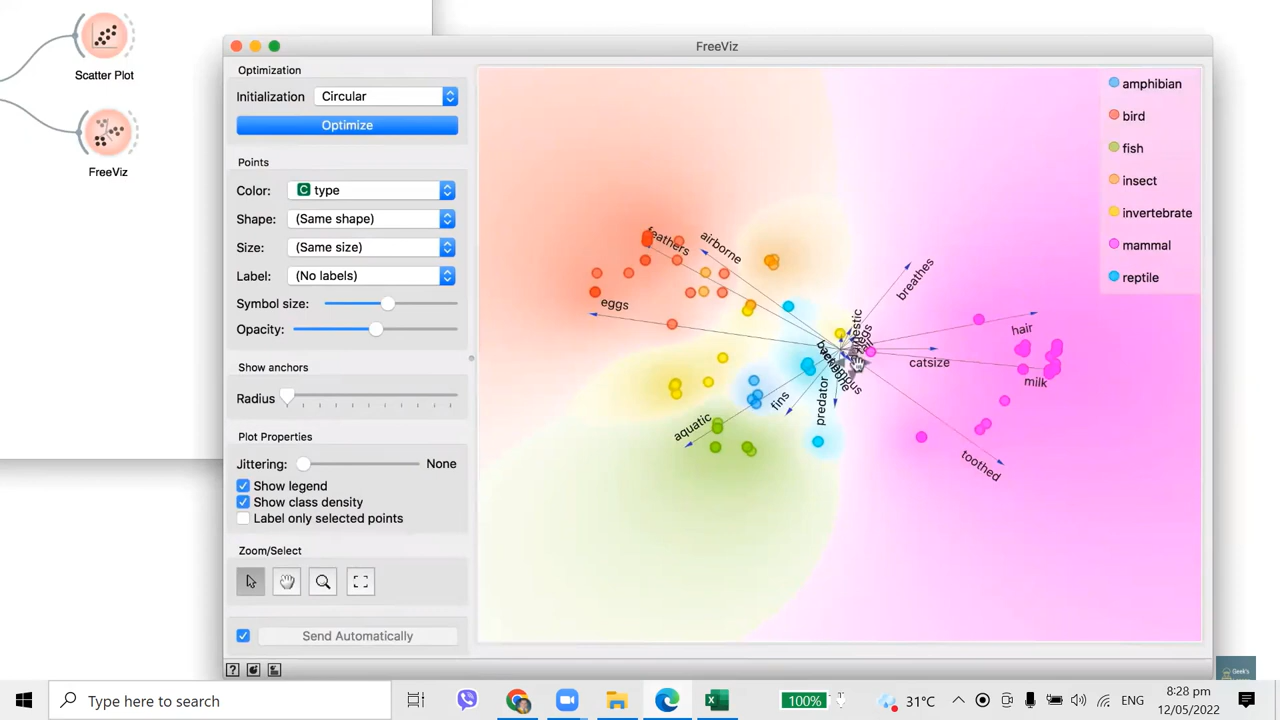 Scatter Plot
FreeViz
FreeViz
Optimization
Initialization Circular
Optimize
Points
Color: C type
Shape: (Same shape)
Size: (Same size)
Label: (No labels)
Symbol size:
Opacity:
Show anchors
Radius
Plot Properties
Jittering: None
Show legend
Show class density
Label only selected points
Zoom/Select
Send Automatically
?
feathers
airborne
eggs
breathes
hair
catsize
milk
toothed
predator
fins
aquatic
amphibian
bird
fish
insect
invertebrate
mammal
reptile
Geek's
Type here to search
100%
31°C
ENG
8:28 pm
12/05/2022